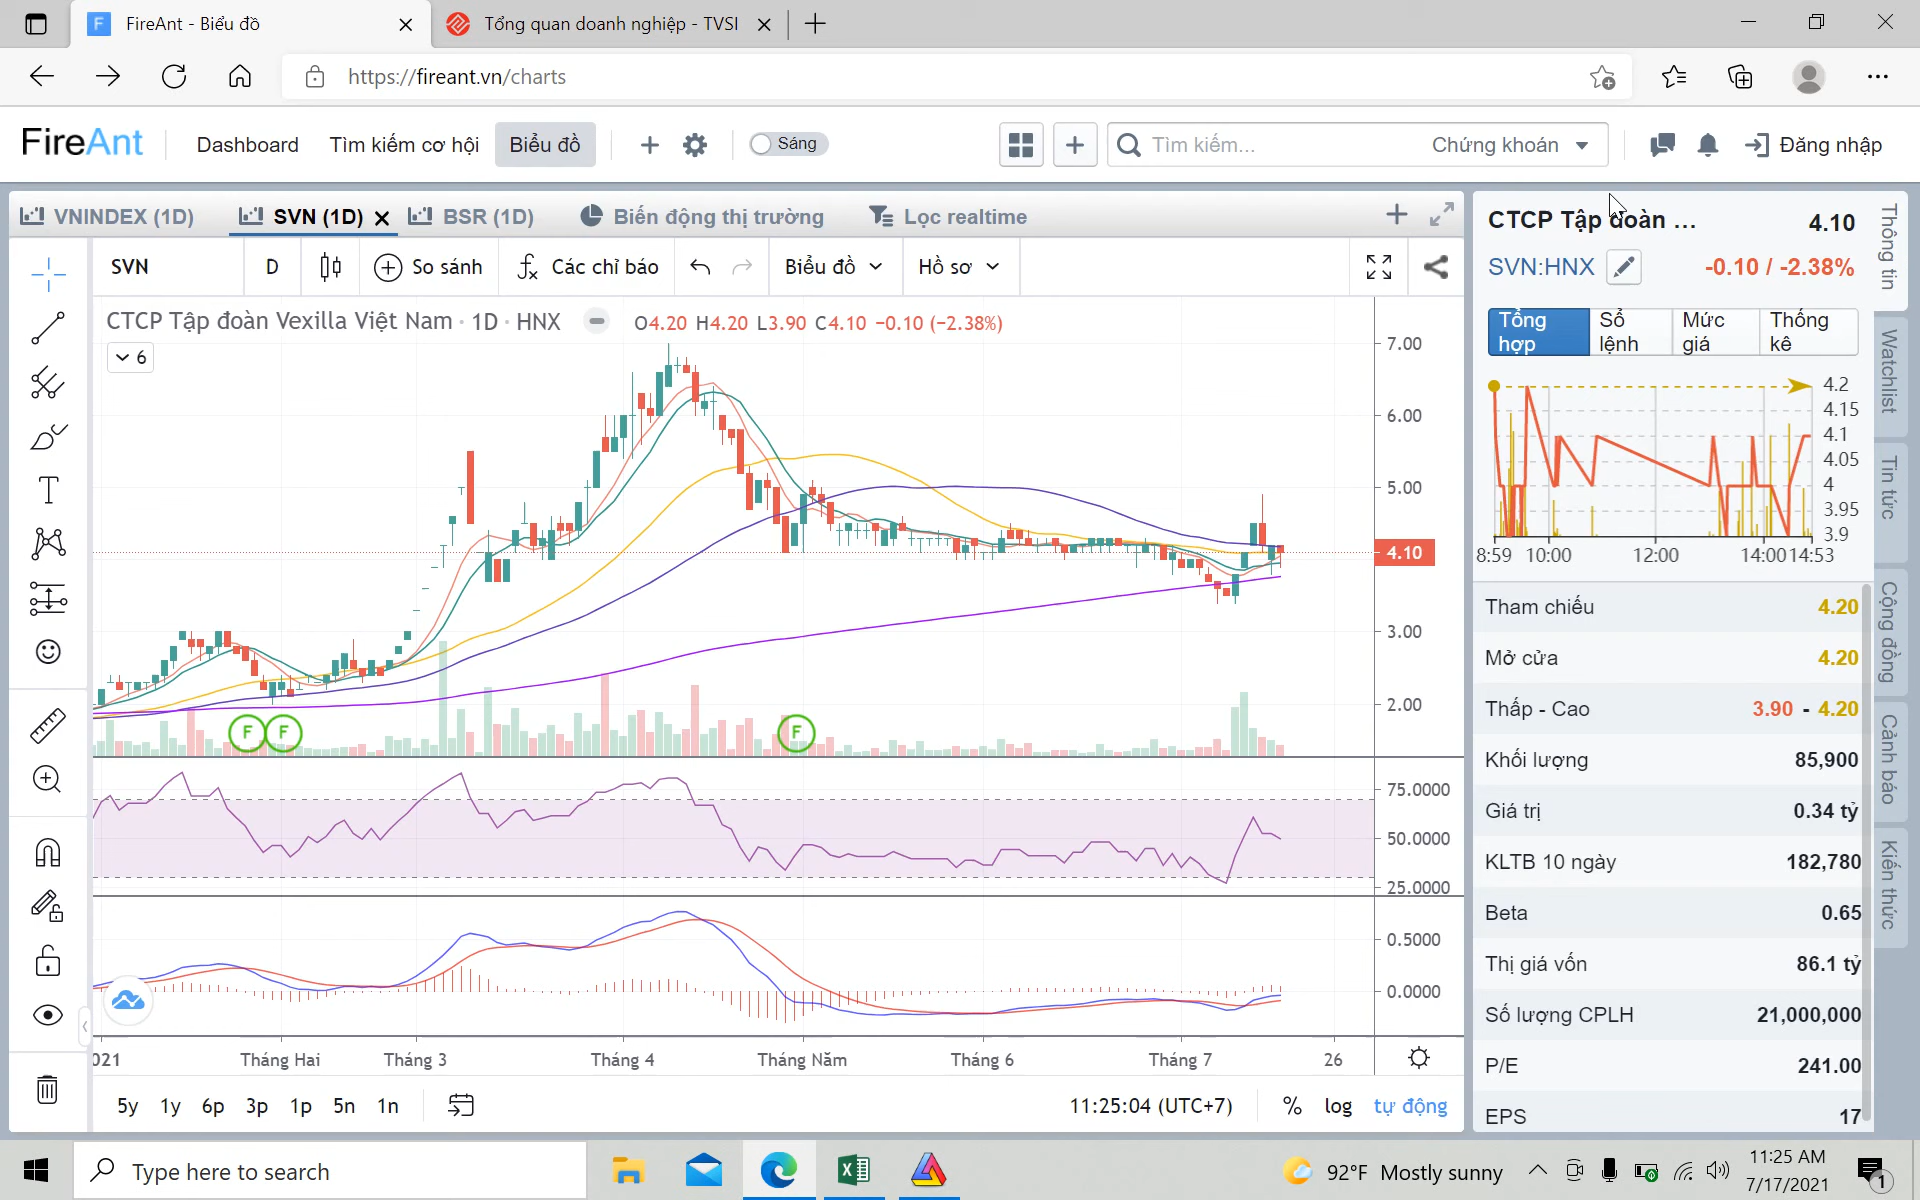 FireAnt - Biểu đồ
Tổng quan doanh nghiệp - TVSI
https://fireant.vn/charts
FireAnt
Dashboard
Tìm kiếm cơ hội
Biểu đồ
Sáng
Tìm kiếm...
Chứng khoán
Đăng nhập
VNINDEX (1D)
SVN (1D)
BSR (1D)
Biến động thị trường
Lọc realtime
SVN
D
So sánh
Các chỉ báo
Biểu đồ
Hồ sơ
CTCP Tập đoàn Vexilla Việt Nam · 1D · HNX
O4.20 H4.20 L3.90 C4.10 −0.10 (−2.38%)
6
7.00
6.00
5.00
4.10
3.00
2.00
F
F
F
75.0000
50.0000
25.0000
0.5000
0.0000
2021
Tháng Hai
Tháng 3
Tháng 4
Tháng Năm
Tháng 6
Tháng 7
26
5y
1y
6p
3p
1p
5n
1n
11:25:04 (UTC+7)
%
log
tự động
CTCP Tập đoàn ...
4.10
SVN:HNX
-0.10 / -2.38%
Tổng hợp
Sổ lệnh
Mức giá
Thống kê
4.2
4.15
4.1
4.05
4
3.95
3.9
8:59
10:00
12:00
14:00
14:53
Tham chiếu 4.20
Mở cửa 4.20
Thấp - Cao 3.90 - 4.20
Khối lượng 85,900
Giá trị 0.34 tỷ
KLTB 10 ngày 182,780
Beta 0.65
Thị giá vốn 86.1 tỷ
Số lượng CPLH 21,000,000
P/E 241.00
EPS 17
Thông tin
Watchlist
Tin tức
Cộng đồng
Cảnh báo
Kiến thức
Type here to search
92°F Mostly sunny
11:25 AM
7/17/2021
1